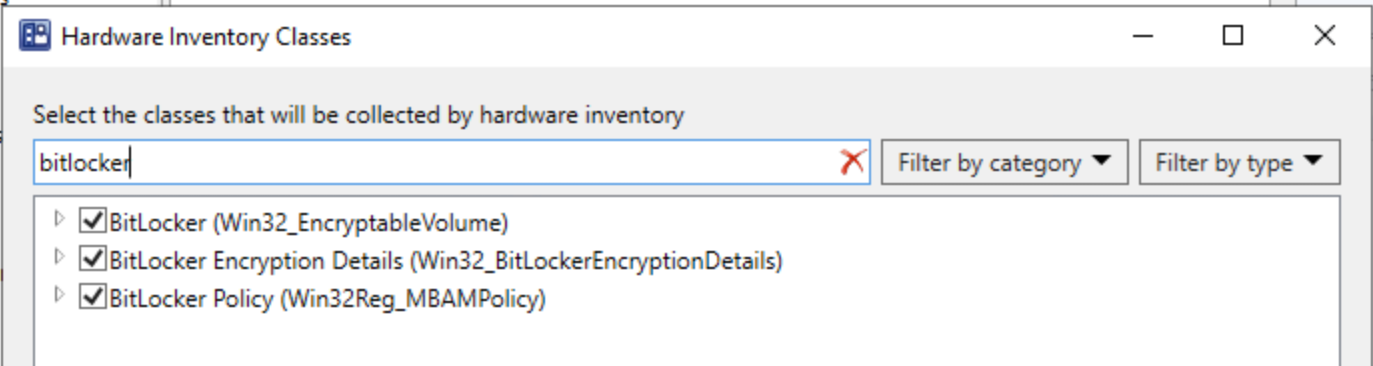 Hardware Inventory Classes
Select the classes that will be collected by hardware inventory
bitlocker
Filter by category
Filter by type
BitLocker (Win32_EncryptableVolume)
BitLocker Encryption Details (Win32_BitLockerEncryptionDetails)
BitLocker Policy (Win32Reg_MBAMPolicy)